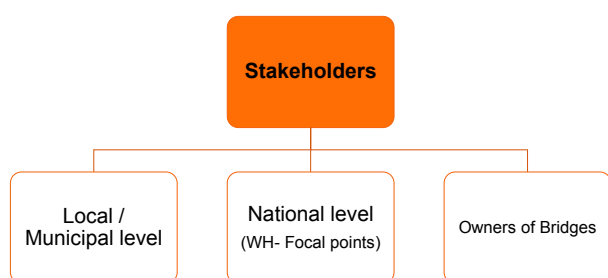 Stakeholders
Local /
Municipal level
National level
(WH- Focal points)
Owners of Bridges